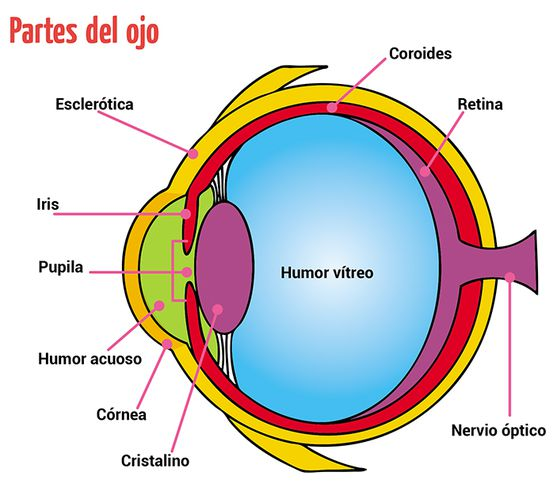 Partes del ojo
Coroides
Esclerótica
Retina
Iris
Pupila
Humor vítreo
Humor acuoso
Córnea
Nervio óptico
Cristalino